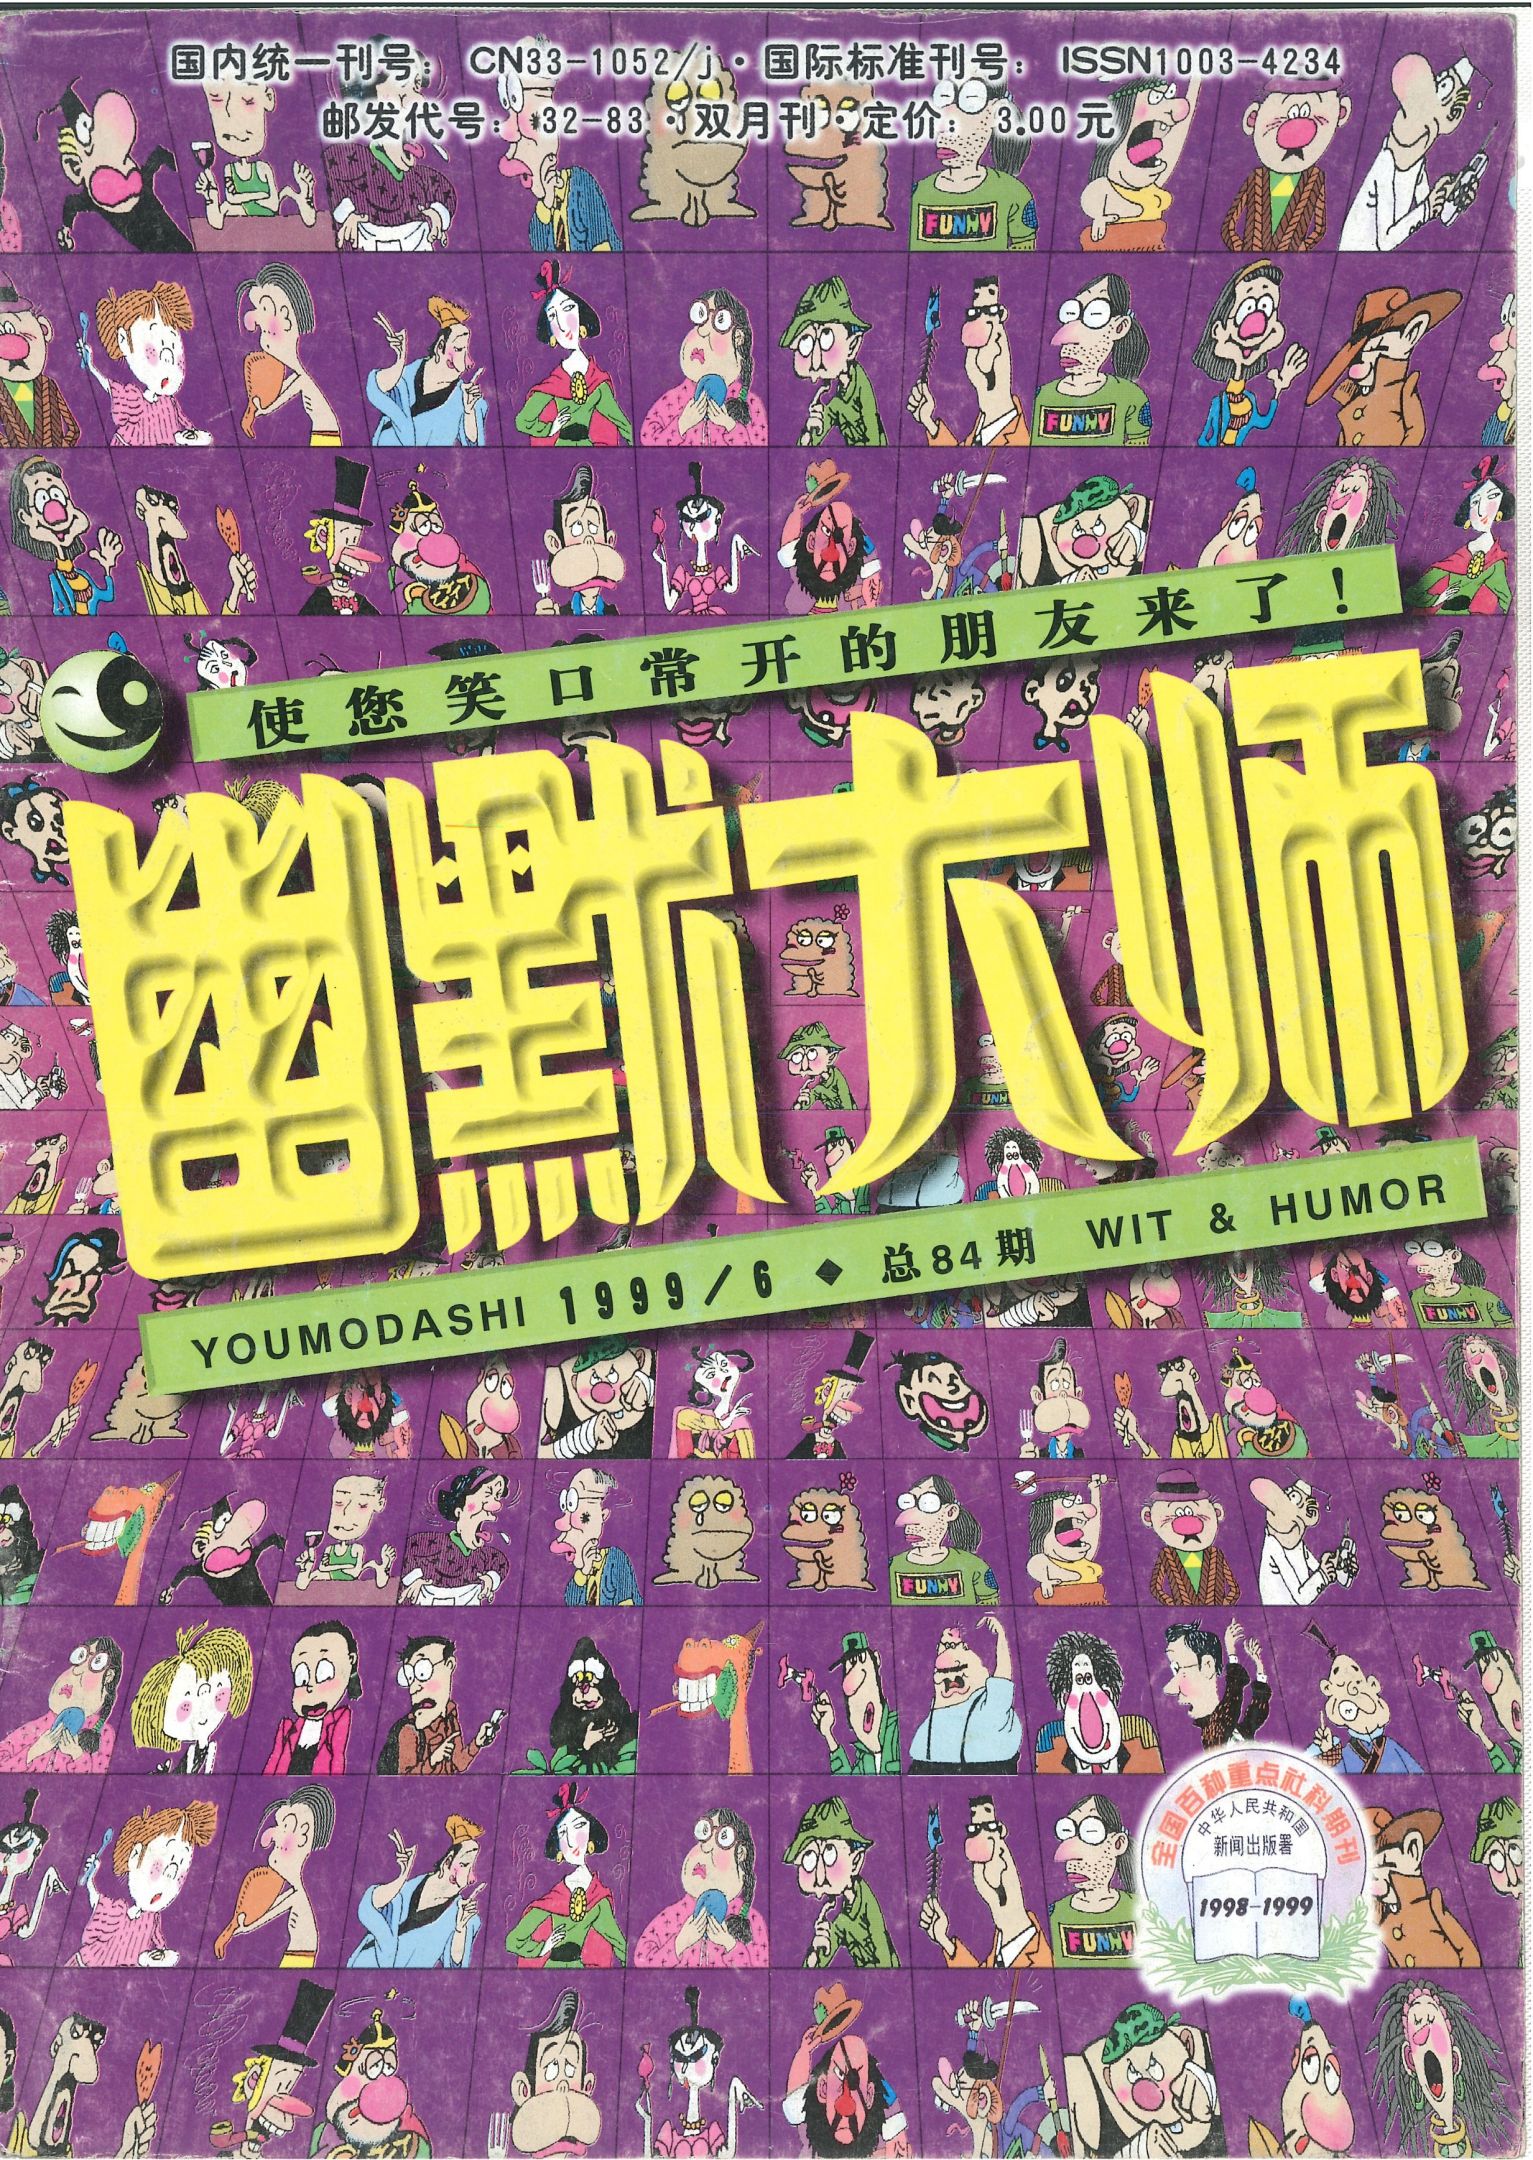 国内统一刊号：CN33-1052/j·国际标准刊号：ISSN1003-4234
邮发代号：32-83·双月刊·定价：3.00元
FUNNY
FUNNY
使您笑口常开的朋友来了！
幽默大师
YOUMODASHI 1999/6 ◆ 总84期 WIT & HUMOR
FUNNY
FUNNY
全国百种重点社科期刊
中华人民共和国
新闻出版署
1998-1999
FUNNY